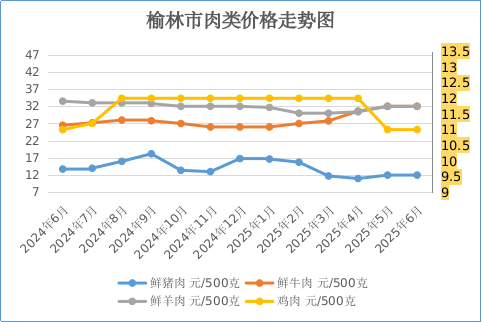 榆林市肉类价格走势图
47
42
37
32
27
22
17
12
7
13.5
13
12.5
12
11.5
11
10.5
10
9.5
9
2024年6月
2024年7月
2024年8月
2024年9月
2024年10月
2024年11月
2024年12月
2025年1月
2025年2月
2025年3月
2025年4月
2025年5月
2025年6月
鲜猪肉 元/500克 鲜牛肉 元/500克
鲜羊肉 元/500克 鸡肉 元/500克